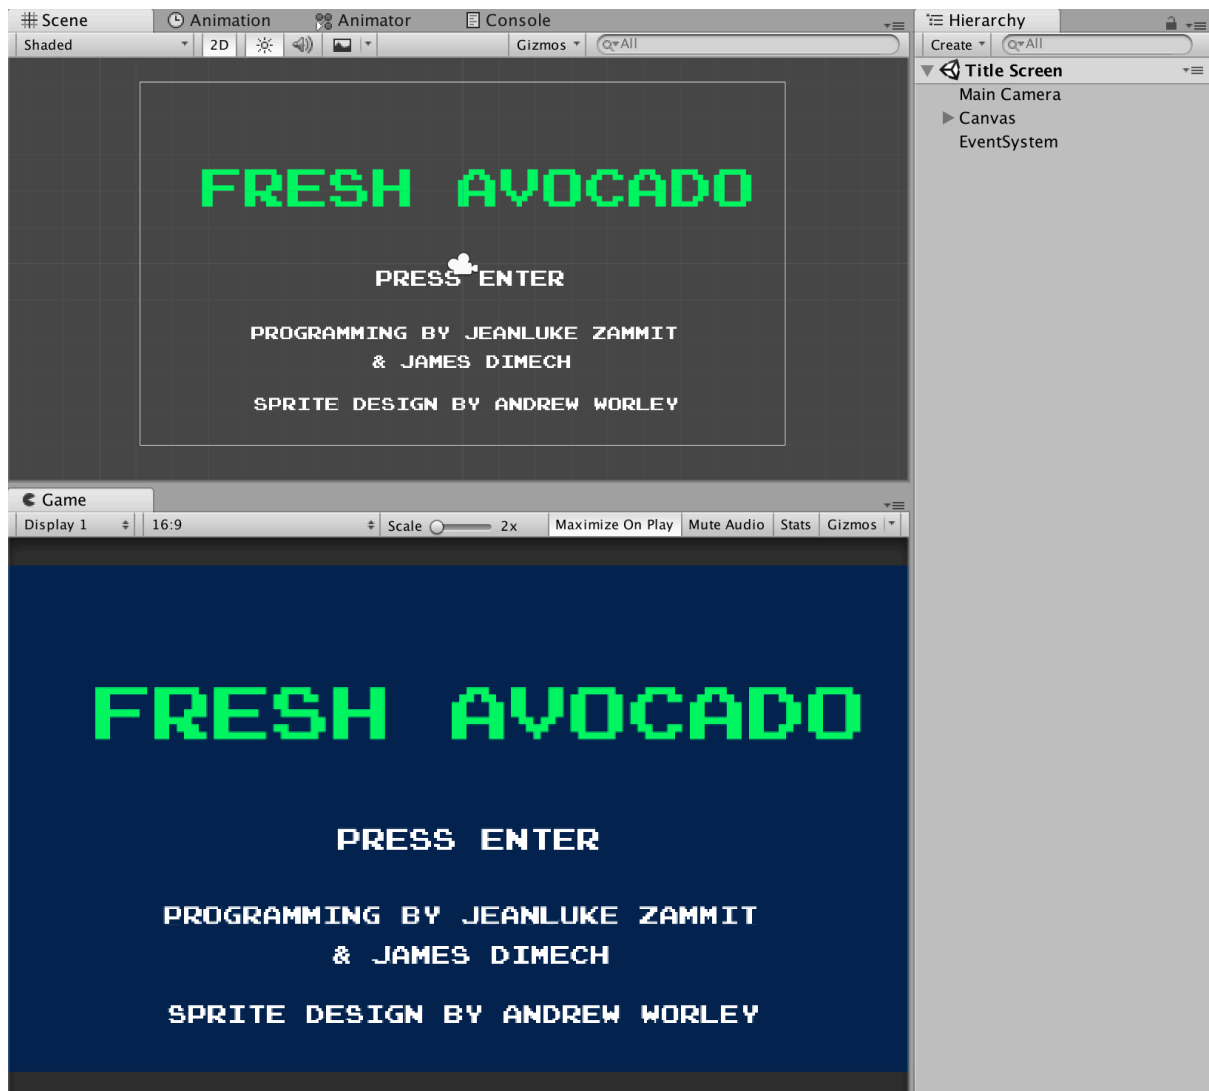 Scene Animation Animator Console
Shaded 2D Gizmos All
FRESH AVOCADO
PRESS ENTER
PROGRAMMING BY JEANLUKE ZAMMIT
& JAMES DIMECH
SPRITE DESIGN BY ANDREW WORLEY
Game
Display 1 16:9 Scale 2x Maximize On Play Mute Audio Stats Gizmos
FRESH AVOCADO
PRESS ENTER
PROGRAMMING BY JEANLUKE ZAMMIT
& JAMES DIMECH
SPRITE DESIGN BY ANDREW WORLEY
Hierarchy
Create All
Title Screen
Main Camera
Canvas
EventSystem